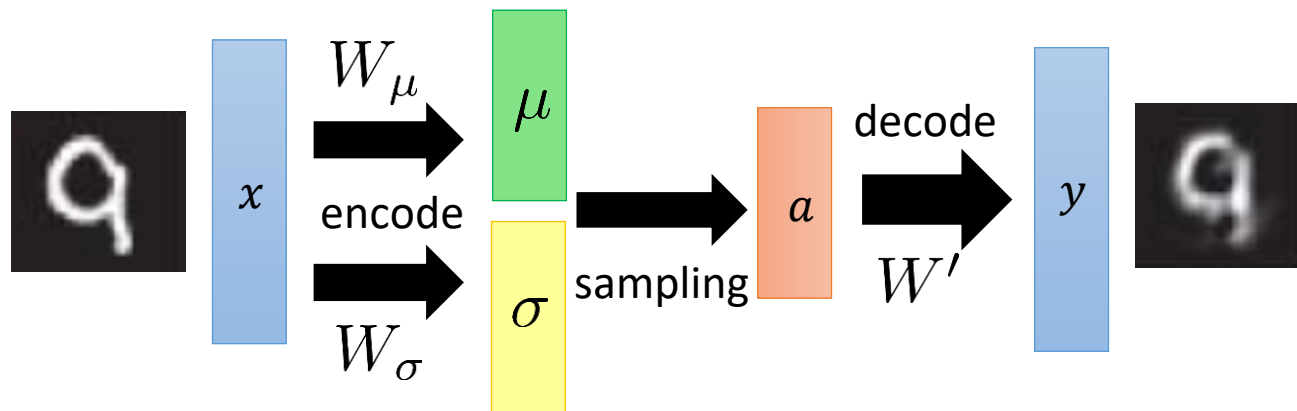 x
W_μ
encode
W_σ
μ
σ
sampling
a
decode
W'
y